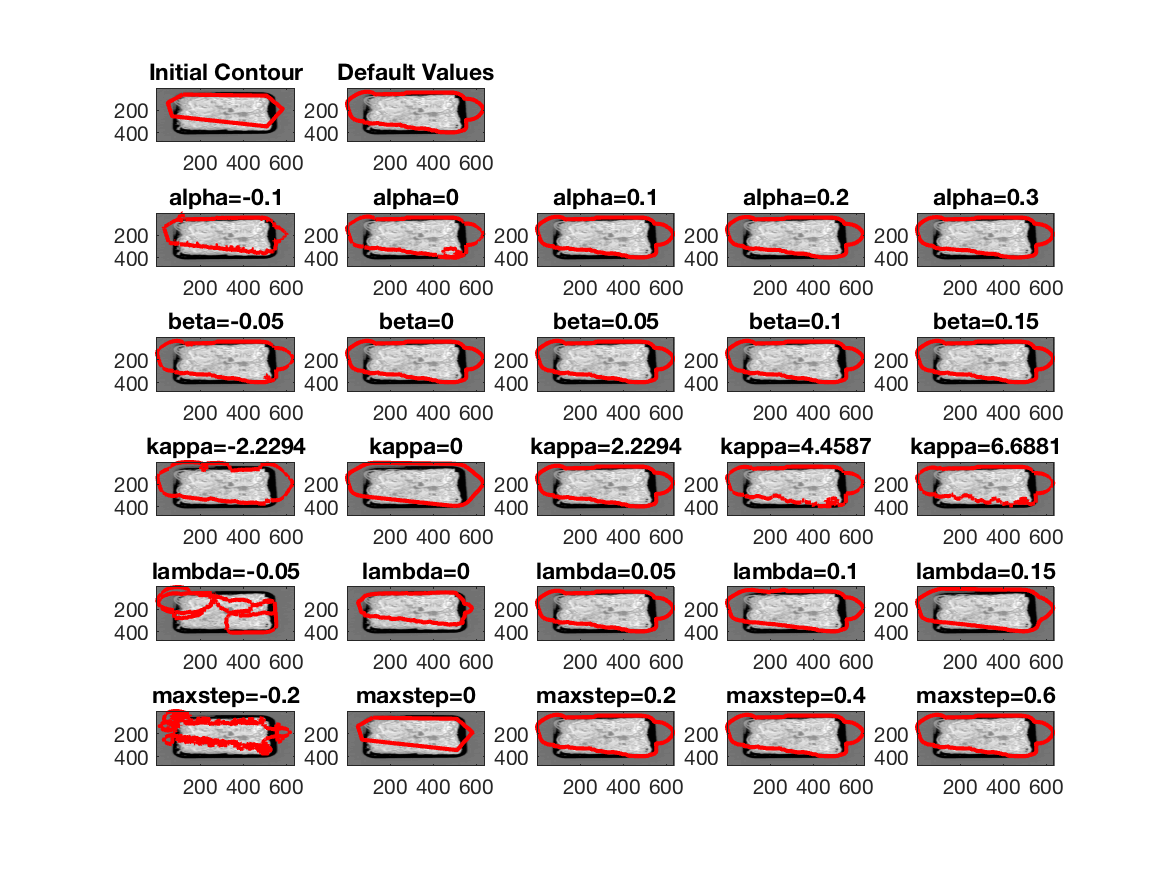 Initial Contour Default Values
200 200
400 400
200 400 600 200 400 600
alpha=-0.1 alpha=0 alpha=0.1 alpha=0.2 alpha=0.3
200 200 200 200 200
400 400 400 400 400
200 400 600 200 400 600 200 400 600 200 400 600 200 400 600
beta=-0.05 beta=0 beta=0.05 beta=0.1 beta=0.15
200 200 200 200 200
400 400 400 400 400
200 400 600 200 400 600 200 400 600 200 400 600 200 400 600
kappa=-2.2294 kappa=0 kappa=2.2294 kappa=4.4587 kappa=6.6881
200 200 200 200 200
400 400 400 400 400
200 400 600 200 400 600 200 400 600 200 400 600 200 400 600
lambda=-0.05 lambda=0 lambda=0.05 lambda=0.1 lambda=0.15
200 200 200 200 200
400 400 400 400 400
200 400 600 200 400 600 200 400 600 200 400 600 200 400 600
maxstep=-0.2 maxstep=0 maxstep=0.2 maxstep=0.4 maxstep=0.6
200 200 200 200 200
400 400 400 400 400
200 400 600 200 400 600 200 400 600 200 400 600 200 400 600